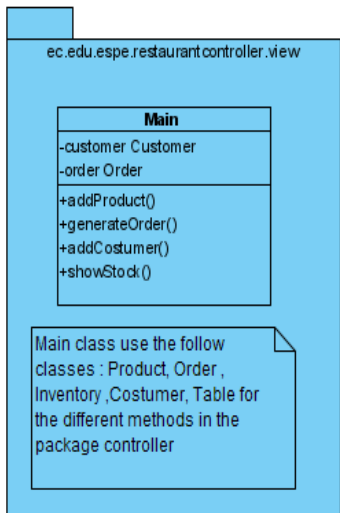 ec.edu.espe.restaurantcontroller.view
Main
-customer Customer
-order Order
+addProduct()
+generateOrder()
+addCostumer()
+showStock()
Main class use the follow
classes : Product, Order ,
Inventory ,Costumer, Table for
the different methods in the
package controller